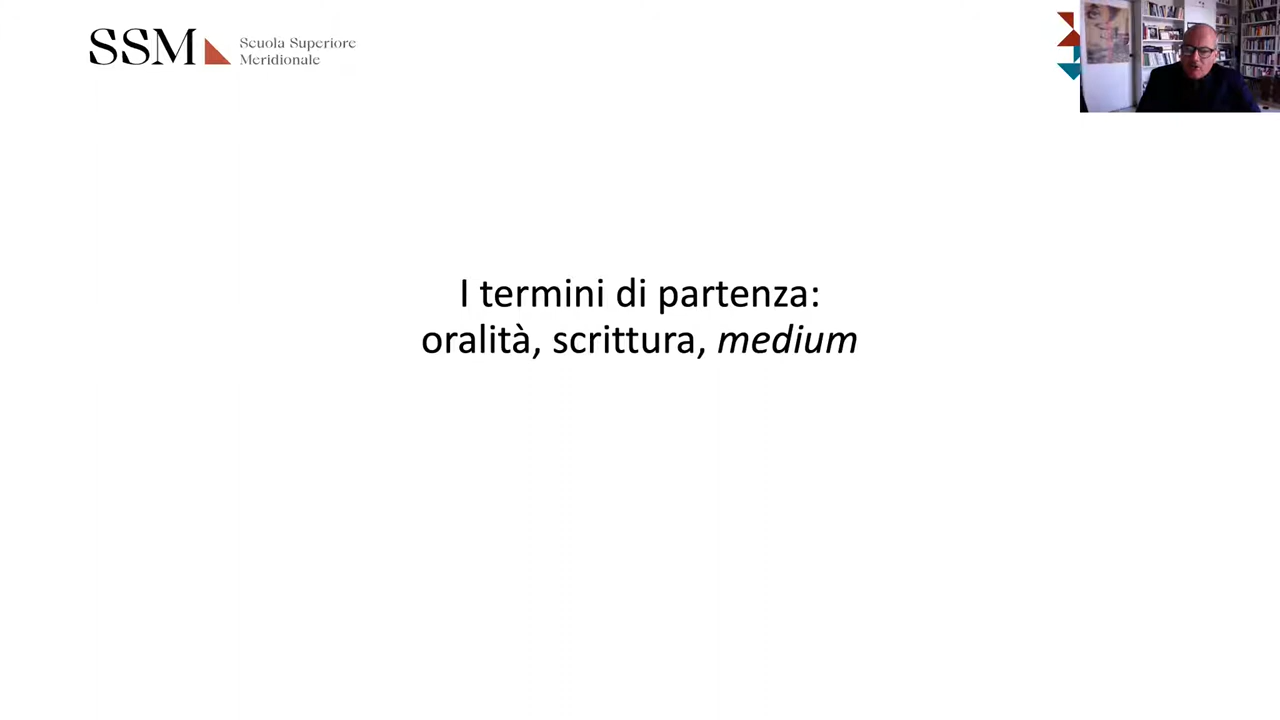 SSM
Scuola Superiore
Meridionale
I termini di partenza:
oralità, scrittura, medium